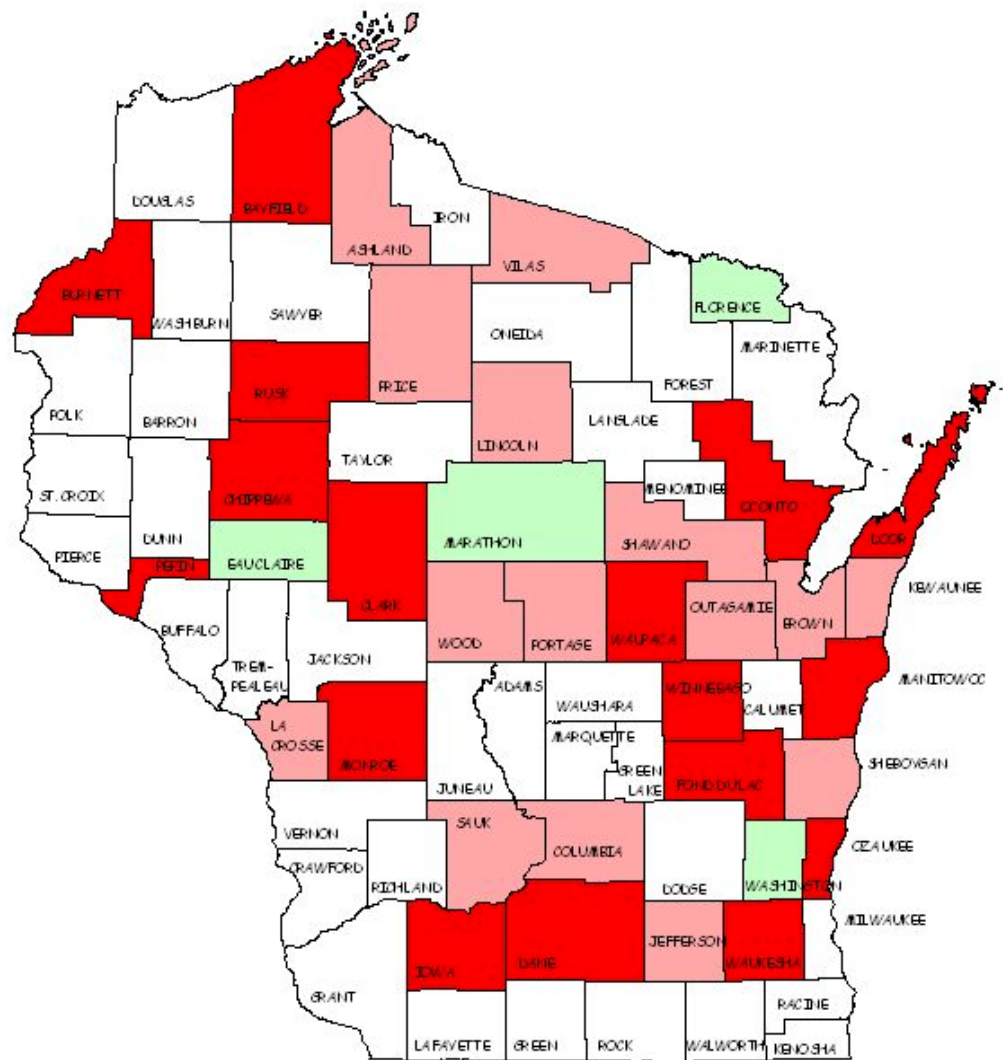 DOUGLAS
BAYFIELD
IRON
ASHLAND
VILAS
BURNETT
WASHBURN
SAWYER
FLORENCE
ONEIDA
MARINETTE
RUSK
PRICE
FOREST
POLK
BARRON
LANGLADE
TAYLOR
LINCOLN
ST. CROIX
CHIPPEWA
MENOMINEE
OCONTO
DUNN
MARATHON
SHAWANO
DOOR
PIERCE
PEPIN
EAU CLAIRE
KEWAUNEE
CLARK
OUTAGAMIE
BROWN
BUFFALO
WOOD
PORTAGE
WAUPACA
TREM-
PEALEAU
JACKSON
ADAMS
WINNEBAGO
MANITOWOC
WAUSHARA
CALUMET
LA
CROSSE
MONROE
MARQUETTE
GREEN
LAKE
SHEBOYGAN
JUNEAU
FOND DU LAC
VERNON
SAUK
COLUMBIA
OZAUKEE
CRAWFORD
RICHLAND
DODGE
WASHINGTON
MILWAUKEE
JEFFERSON
IOWA
DANE
WAUKESHA
GRANT
RACINE
LAFAYETTE
GREEN
ROCK
WALWORTH
KENOSHA